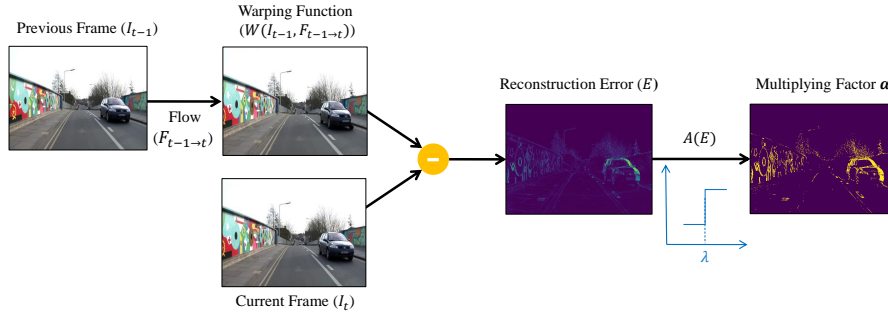 Previous Frame (I_{t−1})
Warping Function
(W(I_{t−1}, F_{t−1→t}))
Flow
(F_{t−1→t})
Current Frame (I_t)
−
Reconstruction Error (E)
A(E)
λ
Multiplying Factor a